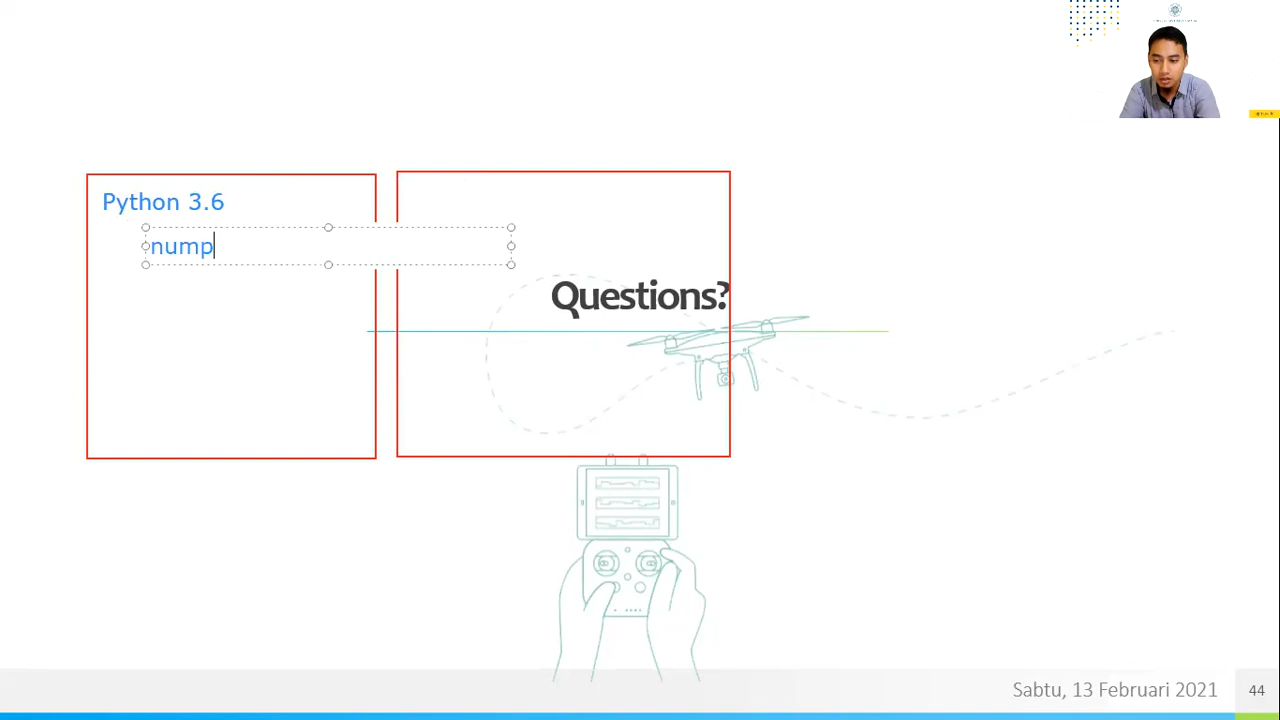 Python 3.6
nump
Questions?
Sabtu, 13 Februari 2021
44